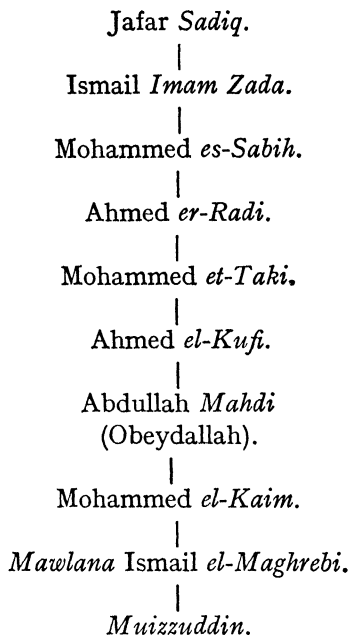 Jafar Sadiq.
Ismail Imam Zada.
Mohammed es-Sabih.
Ahmed er-Radi.
Mohammed et-Taki.
Ahmed el-Kufi.
Abdullah Mahdi
(Obeydallah).
Mohammed el-Kaim.
Mawlana Ismail el-Maghrebi.
Muizzuddin.